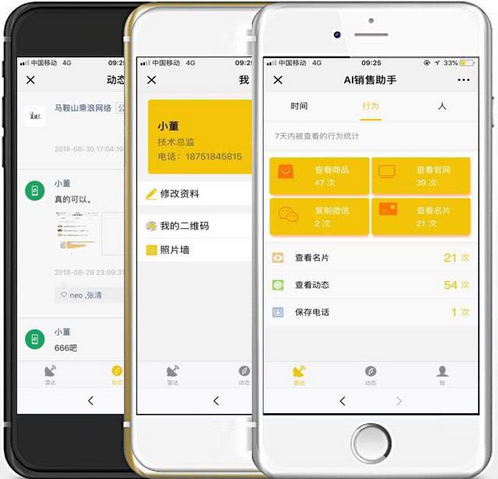 中国移动 4G 09:2
动态
马鞍山乘浪网络
2018-08-30 17:04:19
小董
真的可以。
2018-08-29 23:09:31
neo ,张清
小董
666吧
雷达
动态
中国移动 4G 09:25
我
小董
技术总监
电话：18751845815
修改资料
我的二维码
照片墙
雷达
动态
中国移动 4G 09:25 33%
AI销售助手
时间 行为 人
7天内被查看的行为统计
查看商品
47 次
查看官网
39 次
复制微信
2 次
查看名片
21 次
查看名片 21 次
查看动态 54 次
保存电话 1 次
雷达 动态 我